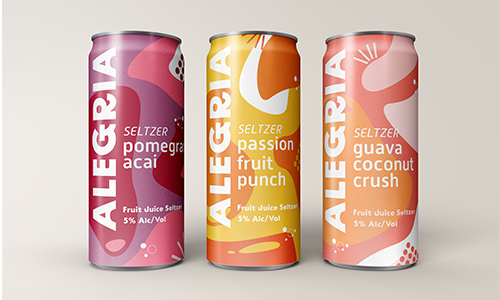 ALEGRIA
SELTZER
pomegra
acai
Fruit Juice Seltzer
5% Alc/Vol
ALEGRIA
SELTZER
passion
fruit
punch
Fruit Juice Seltzer
5% Alc/Vol
ALEGRIA
SELTZER
guava
coconut
crush
Fruit Juice Seltzer
5% Alc/Vol